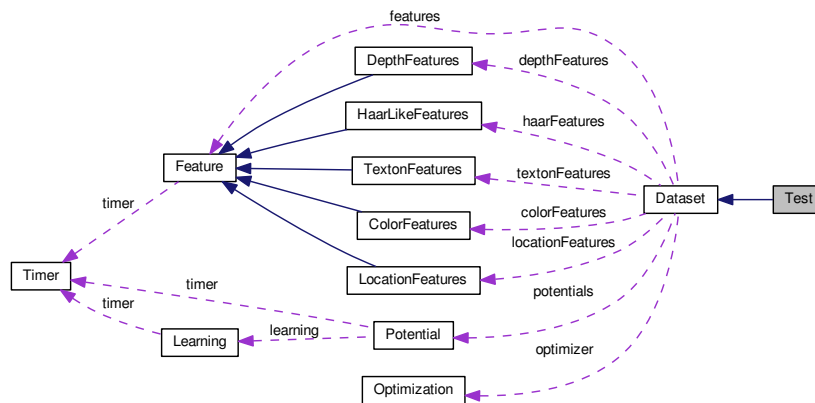 features
DepthFeatures
depthFeatures
HaarLikeFeatures
haarFeatures
Feature
TextonFeatures
textonFeatures
Dataset
Test
timer
ColorFeatures
colorFeatures
locationFeatures
Timer
LocationFeatures
timer
potentials
timer
Learning
learning
Potential
optimizer
Optimization